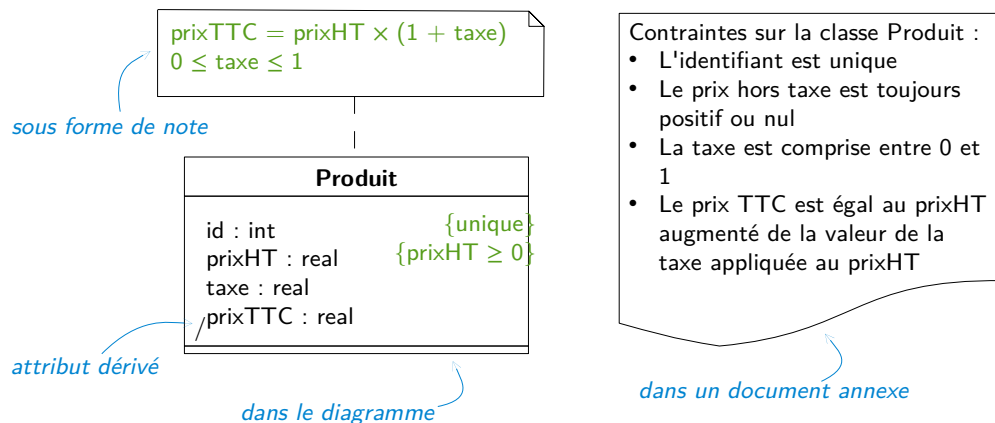 prixTTC = prixHT × (1 + taxe)
0 ≤ taxe ≤ 1
sous forme de note
Produit
id : int {unique}
prixHT : real {prixHT ≥ 0}
taxe : real
/prixTTC : real
attribut dérivé
dans le diagramme
Contraintes sur la classe Produit :
• L'identifiant est unique
• Le prix hors taxe est toujours
positif ou nul
• La taxe est comprise entre 0 et
1
• Le prix TTC est égal au prixHT
augmenté de la valeur de la
taxe appliquée au prixHT
dans un document annexe